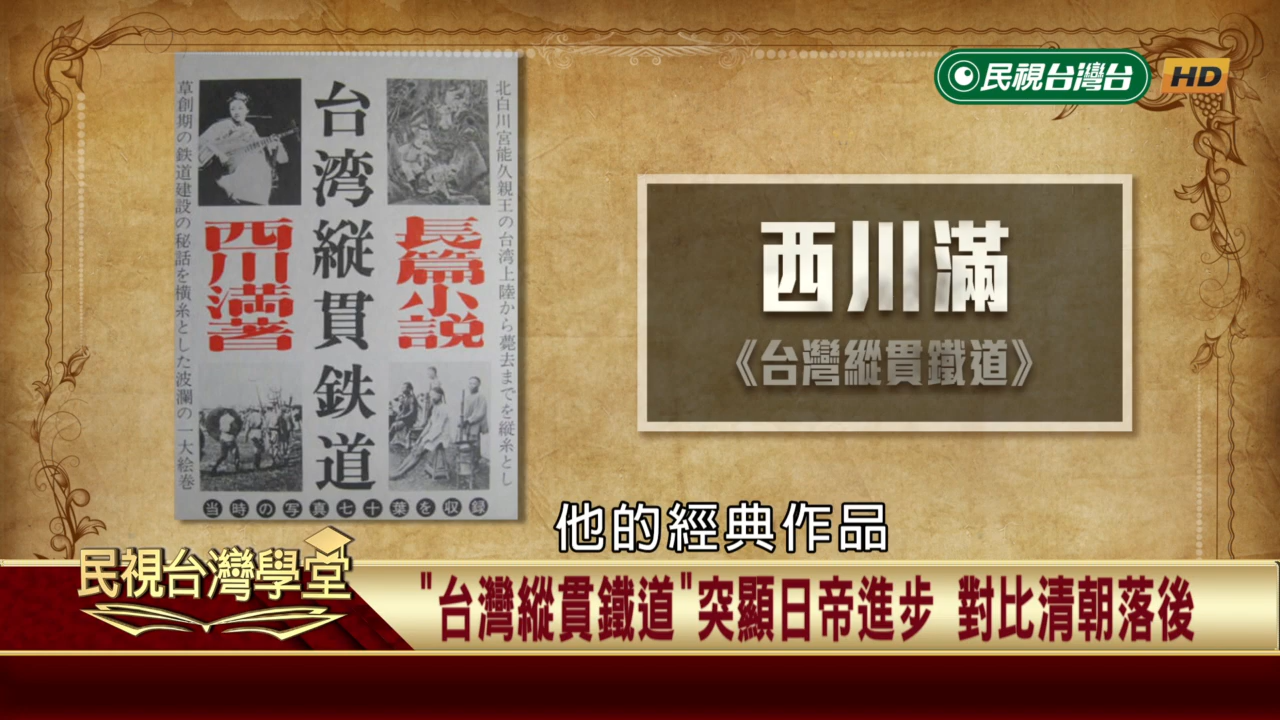 民視台灣台 HD
北白川宮能久親王の台湾上陸から薨去までを縦糸とし
長篇小説
台湾縦貫鉄道
西川満著
草創期の鉄道建設の秘話を横糸とした波瀾の一大絵巻
当時の写真七十葉を収録
西川滿
《台灣縱貫鐵道》
他的經典作品
民視台灣學堂
"台灣縱貫鐵道"突顯日帝進步 對比清朝落後